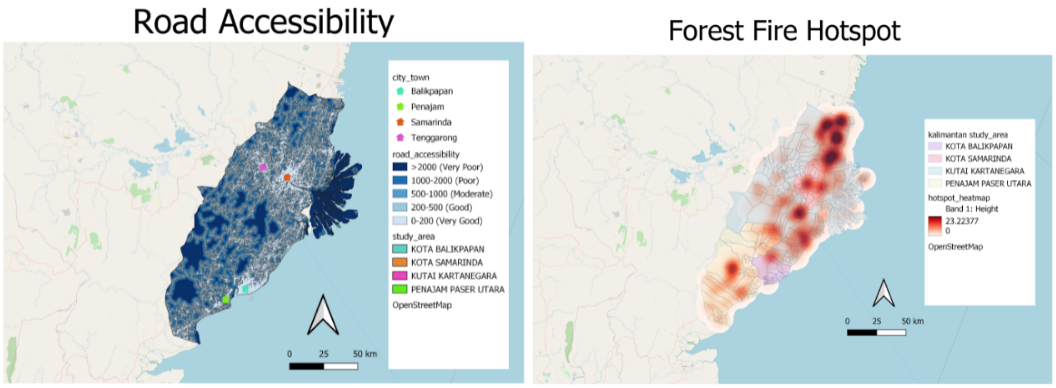 Road Accessibility
city_town
Balikpapan
Penajam
Samarinda
Tenggarong
road_accessibility
>2000 (Very Poor)
1000-2000 (Poor)
500-1000 (Moderate)
200-500 (Good)
0-200 (Very Good)
study_area
KOTA BALIKPAPAN
KOTA SAMARINDA
KUTAI KARTANEGARA
PENAJAM PASER UTARA
OpenStreetMap
0 25 50 km
Forest Fire Hotspot
kalimantan study_area
KOTA BALIKPAPAN
KOTA SAMARINDA
KUTAI KARTANEGARA
PENAJAM PASER UTARA
hotspot_heatmap
Band 1: Height
23.22377
0
OpenStreetMap
0 25 50 km